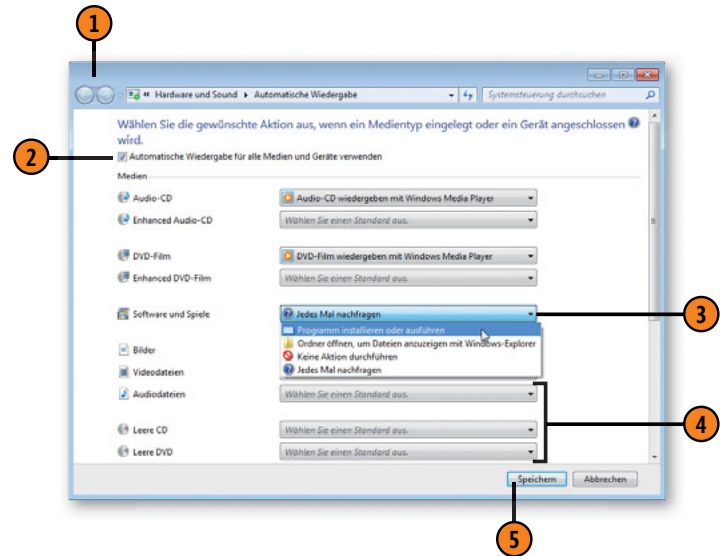 1
« Hardware und Sound ▸ Automatische Wiedergabe
Systemsteuerung durchsuchen
Wählen Sie die gewünschte Aktion aus, wenn ein Medientyp eingelegt oder ein Gerät angeschlossen
wird.
2
Automatische Wiedergabe für alle Medien und Geräte verwenden
Medien
Audio-CD
Audio-CD wiedergeben mit Windows Media Player
Enhanced Audio-CD
Wählen Sie einen Standard aus.
DVD-Film
DVD-Film wiedergeben mit Windows Media Player
Enhanced DVD-Film
Wählen Sie einen Standard aus.
Software und Spiele
Jedes Mal nachfragen
3
Programm installieren oder ausführen
Ordner öffnen, um Dateien anzuzeigen mit Windows-Explorer
Keine Aktion durchführen
Jedes Mal nachfragen
Bilder
Videodateien
Audiodateien
Wählen Sie einen Standard aus.
4
Leere CD
Wählen Sie einen Standard aus.
Leere DVD
Wählen Sie einen Standard aus.
Speichern
Abbrechen
5